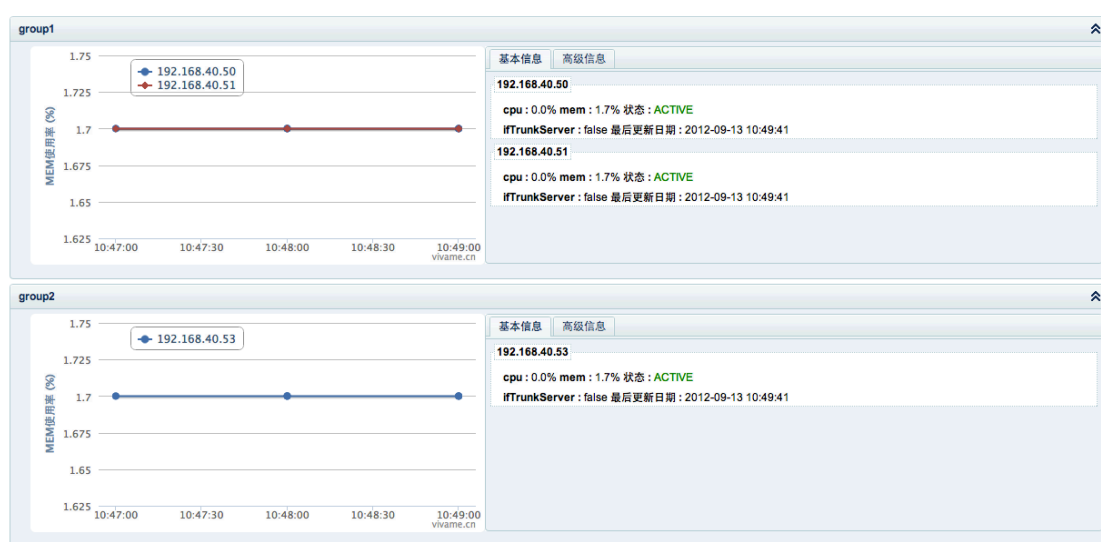 group1
1.75
1.725
1.7
1.675
1.65
1.625
MEM使用率 (%)
192.168.40.50
192.168.40.51
10:47:00 10:47:30 10:48:00 10:48:30 10:49:00
vivame.cn
基本信息 高级信息
192.168.40.50
cpu : 0.0% mem : 1.7% 状态 : ACTIVE
ifTrunkServer : false 最后更新日期 : 2012-09-13 10:49:41
192.168.40.51
cpu : 0.0% mem : 1.7% 状态 : ACTIVE
ifTrunkServer : false 最后更新日期 : 2012-09-13 10:49:41
group2
1.75
1.725
1.7
1.675
1.65
1.625
MEM使用率 (%)
192.168.40.53
10:47:00 10:47:30 10:48:00 10:48:30 10:49:00
vivame.cn
基本信息 高级信息
192.168.40.53
cpu : 0.0% mem : 1.7% 状态 : ACTIVE
ifTrunkServer : false 最后更新日期 : 2012-09-13 10:49:41